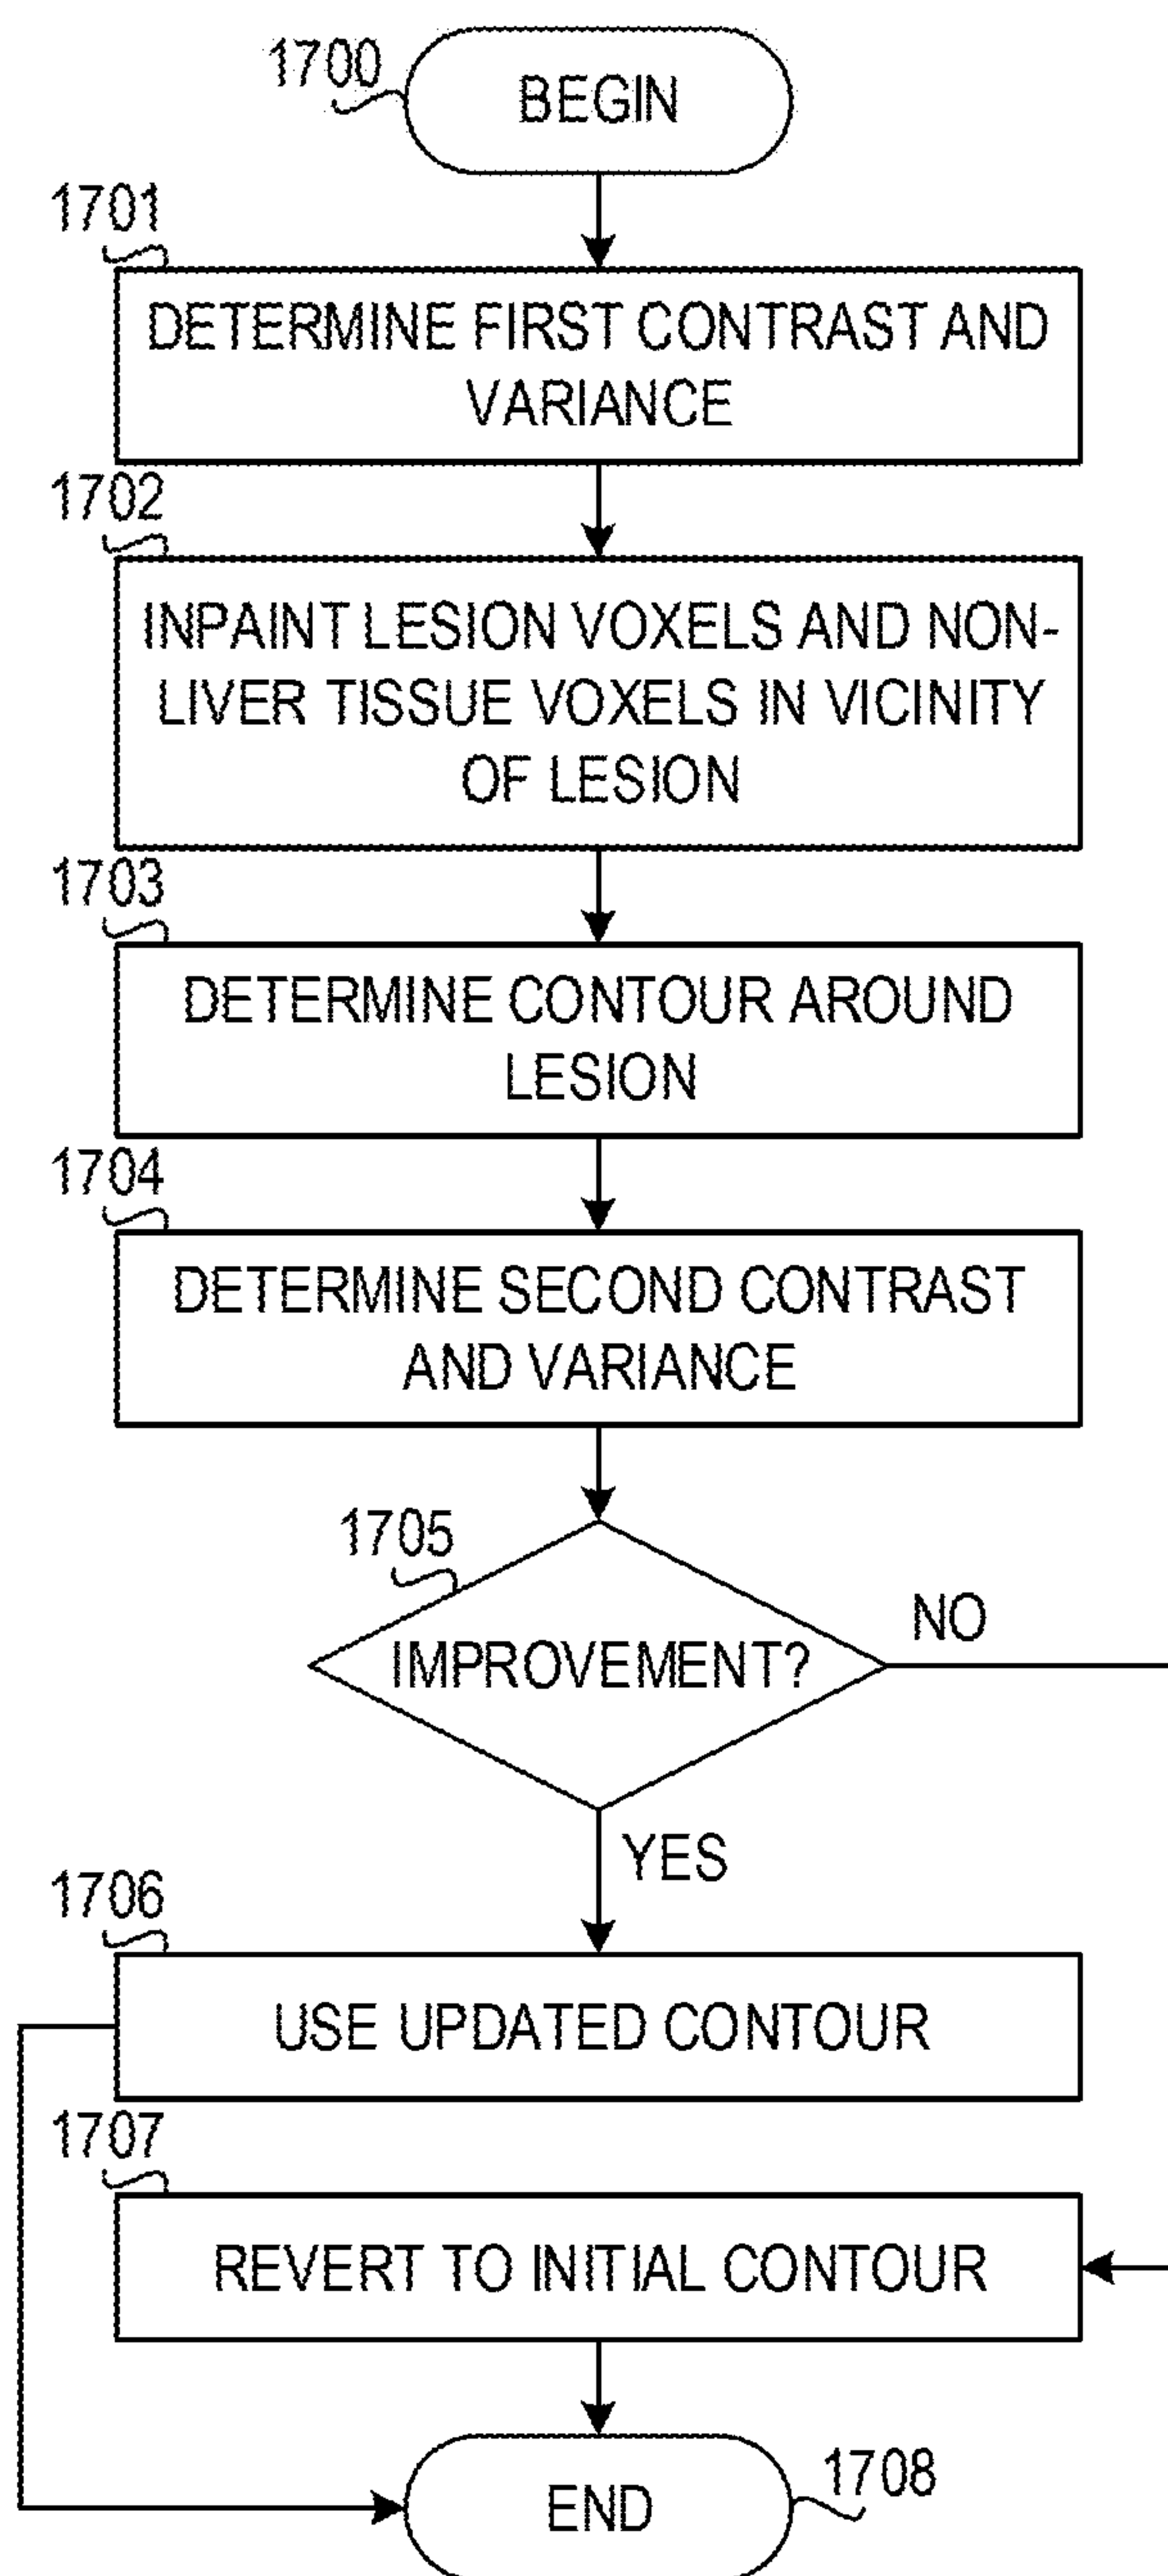 1700
BEGIN
1701
DETERMINE FIRST CONTRAST AND
VARIANCE
1702
INPAINT LESION VOXELS AND NON-
LIVER TISSUE VOXELS IN VICINITY
OF LESION
1703
DETERMINE CONTOUR AROUND
LESION
1704
DETERMINE SECOND CONTRAST
AND VARIANCE
1705
IMPROVEMENT?
NO
YES
1706
USE UPDATED CONTOUR
1707
REVERT TO INITIAL CONTOUR
END
1708